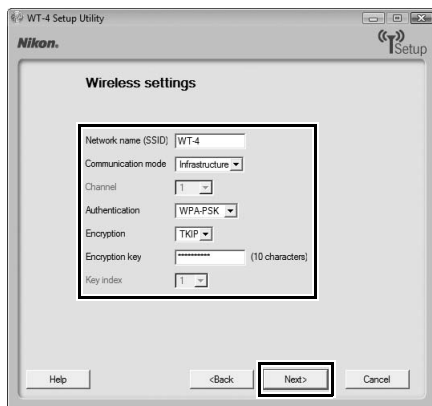 WT-4 Setup Utility
Nikon.
Setup
Wireless settings
Network name (SSID) WT-4
Communication mode Infrastructure
Channel 1
Authentication WPA-PSK
Encryption TKIP
Encryption key ********** (10 characters)
Key index 1
Help <Back Next> Cancel